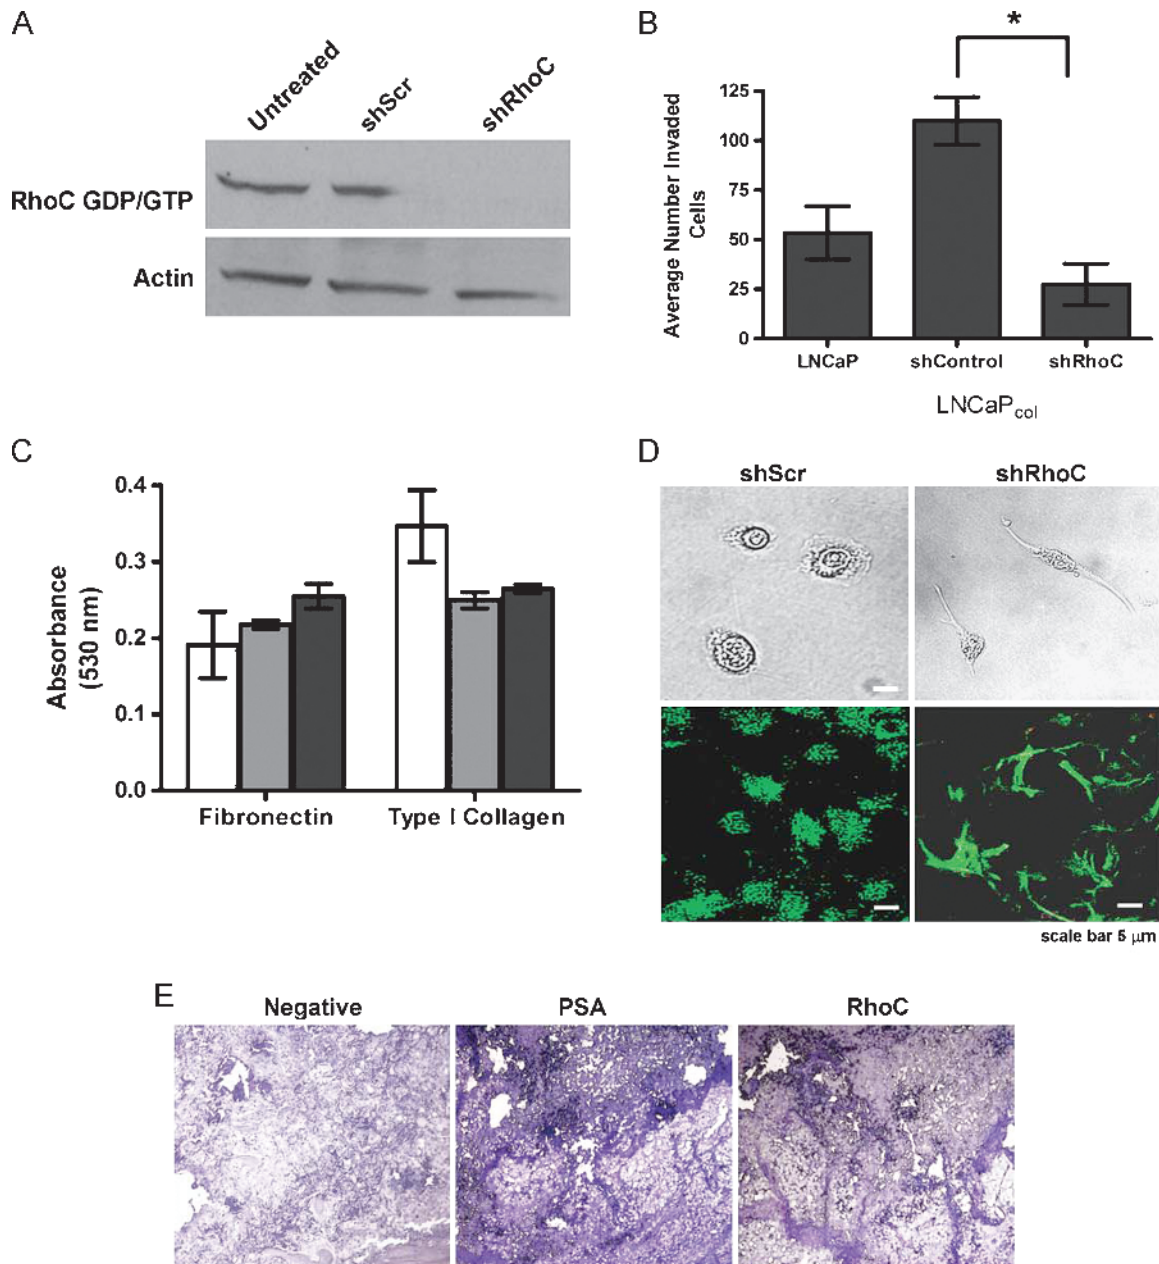 A
Untreated
shScr
shRhoC
RhoC GDP/GTP
Actin
B
*
Average Number Invaded
Cells
125
100
75
50
25
0
LNCaP
shControl
shRhoC
LNCaPcol
C
Absorbance
(530 nm)
0.4
0.3
0.2
0.1
0.0
Fibronectin
Type I Collagen
D
shScr
shRhoC
scale bar 5 μm
E
Negative
PSA
RhoC